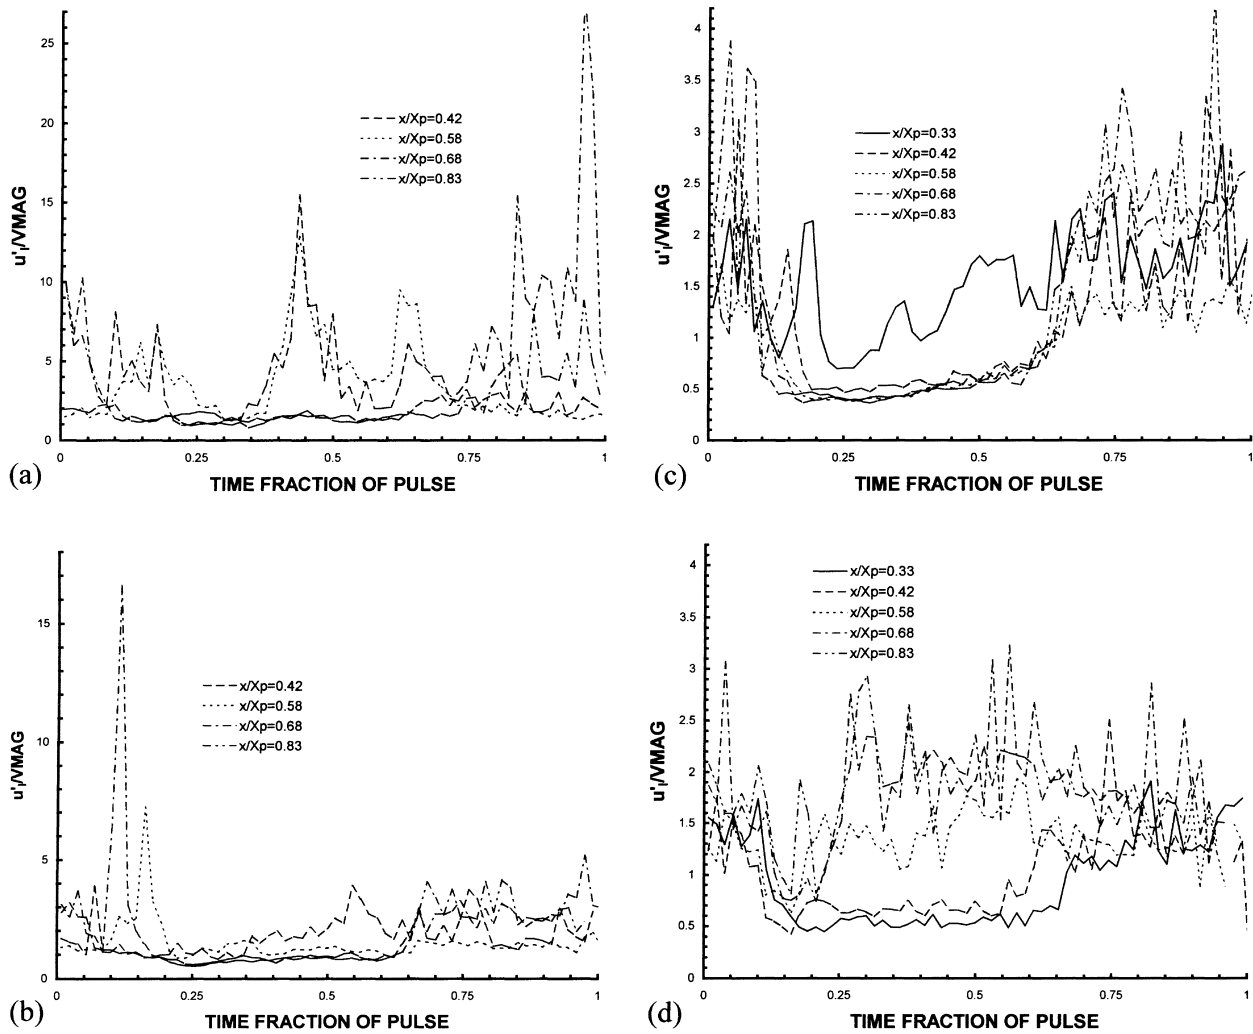 25
20
15
10
5
0
u'i/VMAG
x/Xp=0.42
x/Xp=0.58
x/Xp=0.68
x/Xp=0.83
0 0.25 0.5 0.75 1
(a) TIME FRACTION OF PULSE
4
3.5
3
2.5
2
1.5
1
0.5
0
u'i/VMAG
x/Xp=0.33
x/Xp=0.42
x/Xp=0.58
x/Xp=0.68
x/Xp=0.83
0 0.25 0.5 0.75 1
(c) TIME FRACTION OF PULSE
15
10
5
0
u'i/VMAG
x/Xp=0.42
x/Xp=0.58
x/Xp=0.68
x/Xp=0.83
0 0.25 0.5 0.75 1
(b) TIME FRACTION OF PULSE
4
3.5
3
2.5
2
1.5
1
0.5
0
u'i/VMAG
x/Xp=0.33
x/Xp=0.42
x/Xp=0.58
x/Xp=0.68
x/Xp=0.83
0 0.25 0.5 0.75 1
(d) TIME FRACTION OF PULSE